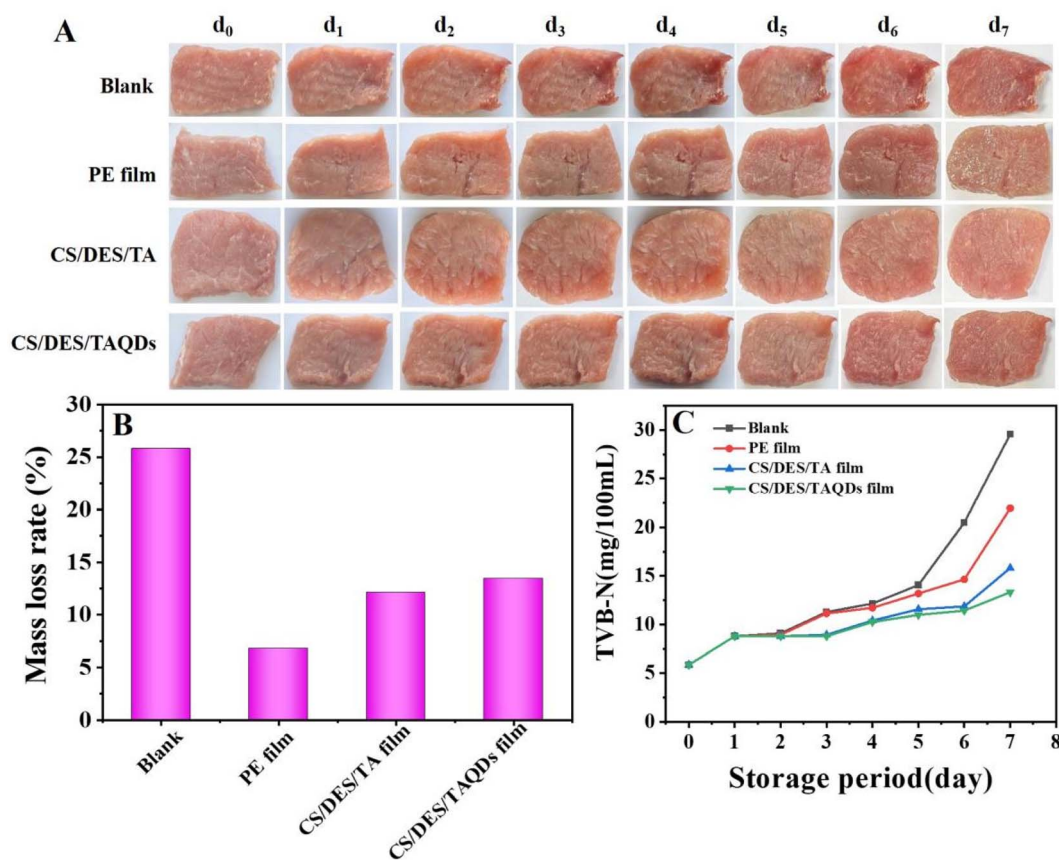 A
d₀ d₁ d₂ d₃ d₄ d₅ d₆ d₇
Blank
PE film
CS/DES/TA
CS/DES/TAQDs
B
Mass loss rate (%)
30
25
20
15
10
5
0
Blank
PE film
CS/DES/TA film
CS/DES/TAQDs film
C
TVB-N(mg/100mL)
30
25
20
15
10
5
0
Blank
PE film
CS/DES/TA film
CS/DES/TAQDs film
0 1 2 3 4 5 6 7 8
Storage period(day)